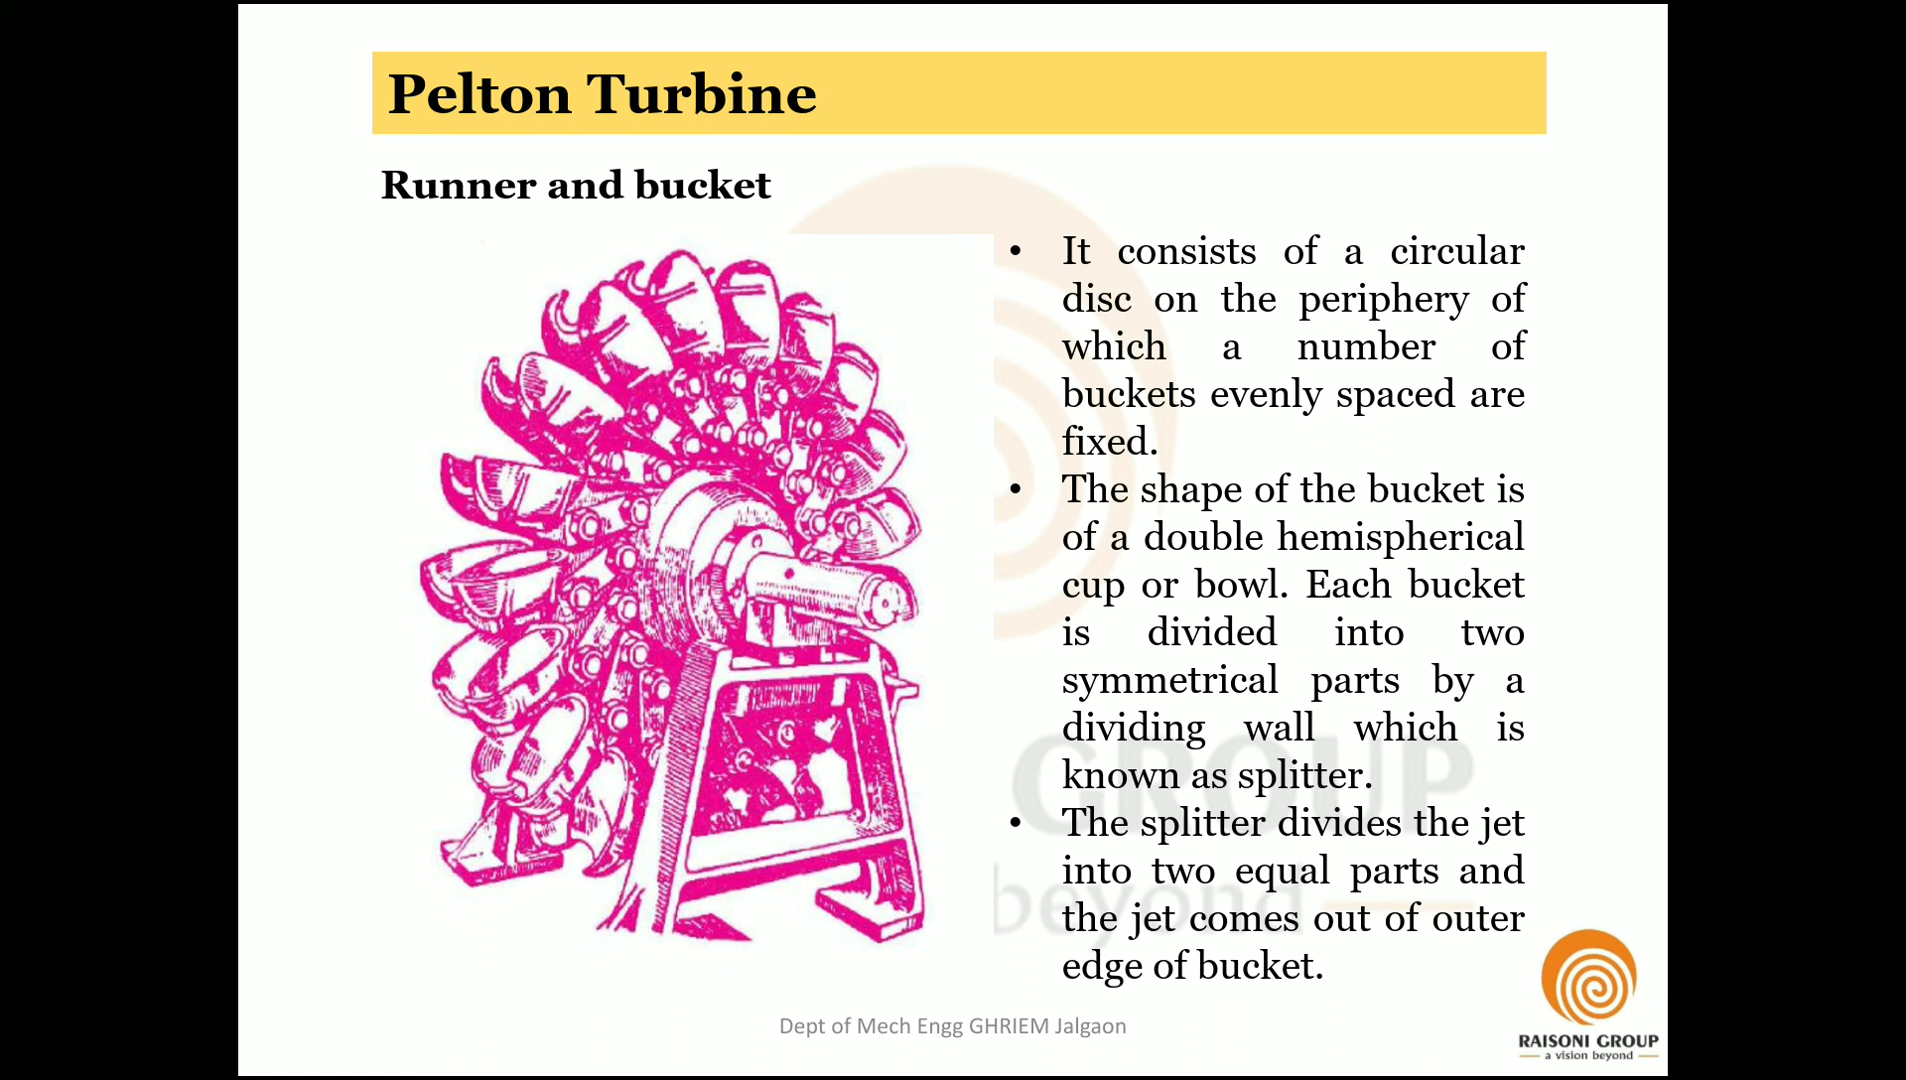 Pelton Turbine
Runner and bucket
• It consists of a circular
disc on the periphery of
which a number of
buckets evenly spaced are
fixed.
• The shape of the bucket is
of a double hemispherical
cup or bowl. Each bucket
is divided into two
symmetrical parts by a
dividing wall which is
known as splitter.
• The splitter divides the jet
into two equal parts and
the jet comes out of outer
edge of bucket.
GROUP
beyond
Dept of Mech Engg GHRIEM Jalgaon
RAISONI GROUP
a vision beyond